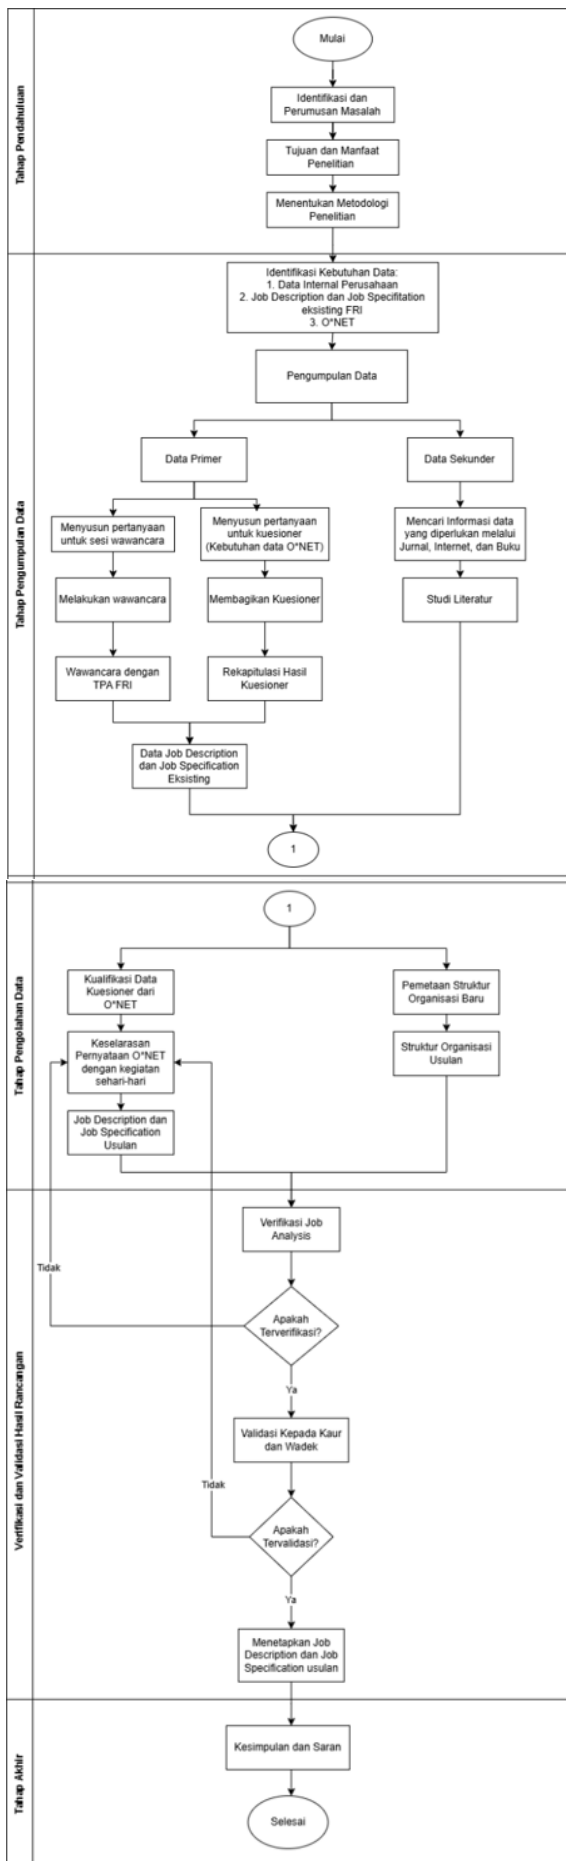 Tahap Pendahuluan
Mulai
Identifikasi dan
Perumusan Masalah
Tujuan dan Manfaat
Penelitian
Menentukan Metodologi
Penelitian
Tahap Pengumpulan Data
Identifikasi Kebutuhan Data:
1. Data Internal Perusahaan
2. Job Description dan Job Specifitation
eksisting FRI
3. O*NET
Pengumpulan Data
Data Primer
Data Sekunder
Menyusun pertanyaan
untuk sesi wawancara
Menyusun pertanyaan
untuk kuesioner
(Kebutuhan data O*NET)
Mencari Informasi data
yang diperlukan melalui
Jurnal, Internet, dan Buku
Melakukan wawancara
Membagikan Kuesioner
Studi Literatur
Wawancara dengan
TPA FRI
Rekapitulasi Hasil
Kuesioner
Data Job Description
dan Job Specification
Eksisting
1
Tahap Pengolahan Data
1
Kualifikasi Data
Kuesioner dari
O*NET
Pemetaan Struktur
Organisasi Baru
Keselarasan
Pernyataan O*NET
dengan kegiatan
sehari-hari
Struktur Organisasi
Usulan
Job Description dan
Job Specification
Usulan
Verifikasi dan Validasi Hasil Rancangan
Verifikasi Job
Analysis
Tidak
Apakah
Terverifikasi?
Ya
Validasi Kepada Kaur
dan Wadek
Tidak
Apakah
Tervalidasi?
Ya
Menetapkan Job
Description dan Job
Specification usulan
Tahap Akhir
Kesimpulan dan Saran
Selesai